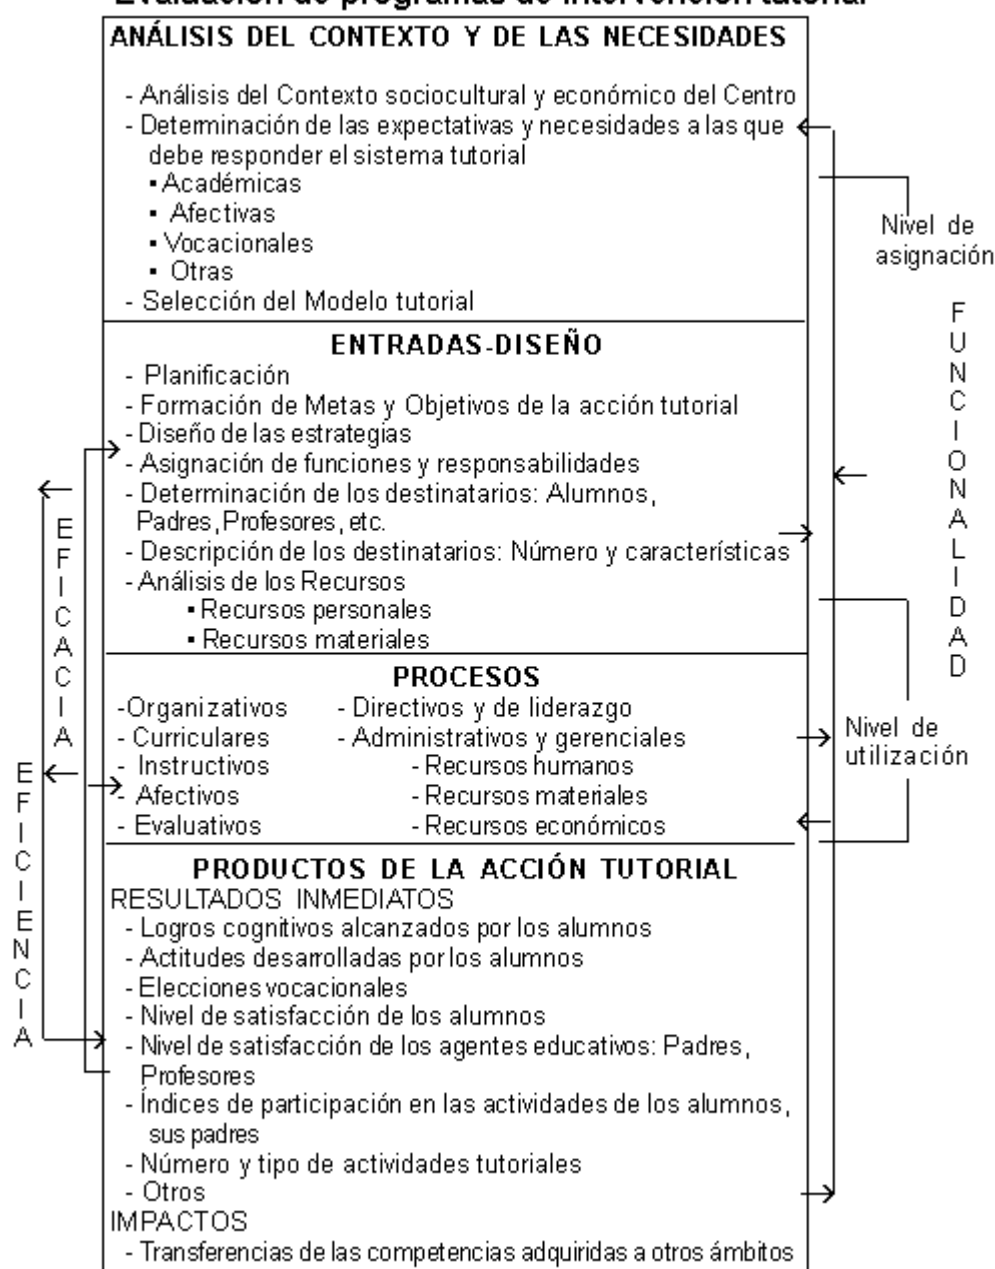 Evaluación de programas de intervención tutorial
ANÁLISIS DEL CONTEXTO Y DE LAS NECESIDADES
- Análisis del Contexto sociocultural y económico del Centro
- Determinación de las expectativas y necesidades a las que
debe responder el sistema tutorial
▪ Académicas
▪ Afectivas
▪ Vocacionales
▪ Otras
- Selección del Modelo tutorial
Nivel de
asignación
ENTRADAS-DISEÑO
- Planificación
- Formación de Metas y Objetivos de la acción tutorial
- Diseño de las estrategias
- Asignación de funciones y responsabilidades
- Determinación de los destinatarios: Alumnos,
Padres, Profesores, etc.
- Descripción de los destinatarios: Número y características
- Análisis de los Recursos
▪ Recursos personales
▪ Recursos materiales
FUNCIONALIDAD
EFICACIA
PROCESOS
-Organizativos - Directivos y de liderazgo
- Curriculares - Administrativos y gerenciales
- Instructivos - Recursos humanos
- Afectivos - Recursos materiales
- Evaluativos - Recursos económicos
Nivel de
utilización
EFICIENCIA
PRODUCTOS DE LA ACCIÓN TUTORIAL
RESULTADOS INMEDIATOS
- Logros cognitivos alcanzados por los alumnos
- Actitudes desarrolladas por los alumnos
- Elecciones vocacionales
- Nivel de satisfacción de los alumnos
- Nivel de satisfacción de los agentes educativos: Padres,
Profesores
- Índices de participación en las actividades de los alumnos,
sus padres
- Número y tipo de actividades tutoriales
- Otros
IMPACTOS
- Transferencias de las competencias adquiridas a otros ámbitos